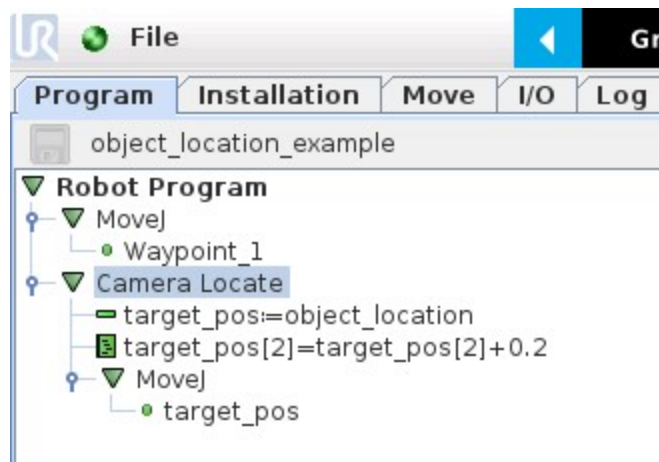 UR File Gr
Program Installation Move I/O Log
object_location_example
Robot Program
MoveJ
Waypoint_1
Camera Locate
target_pos:=object_location
target_pos[2]=target_pos[2]+0.2
MoveJ
target_pos